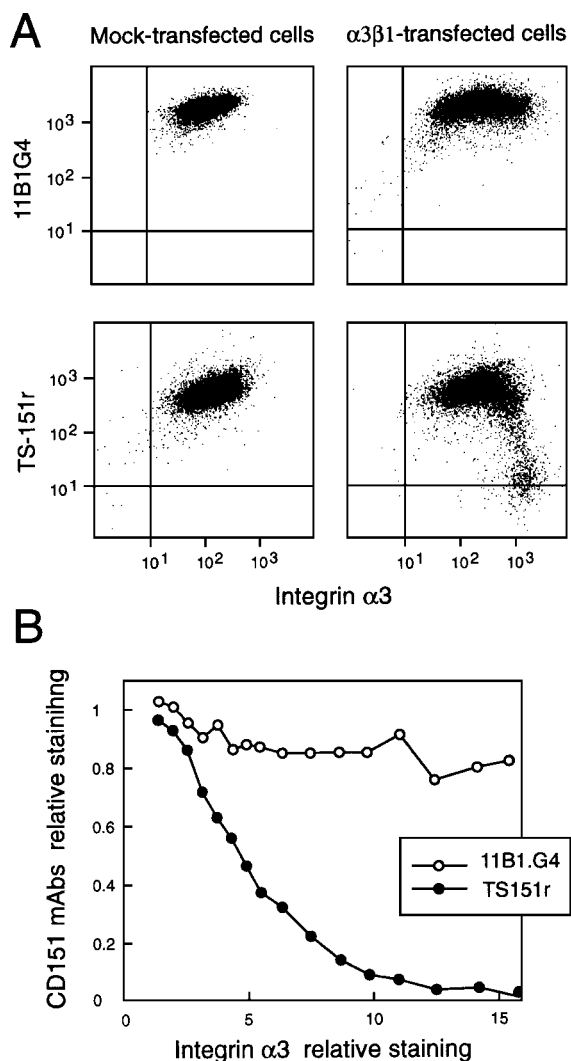 A
Mock-transfected cells
α3β1-transfected cells
11B1G4
10³
10²
10¹
TS-151r
10³
10²
10¹
10¹ 10² 10³
10¹ 10² 10³
Integrin α3
B
CD151 mAbs relative stainihng
1
0.8
0.6
0.4
0.2
0
11B1.G4
TS151r
0 5 10 15
Integrin α3 relative staining